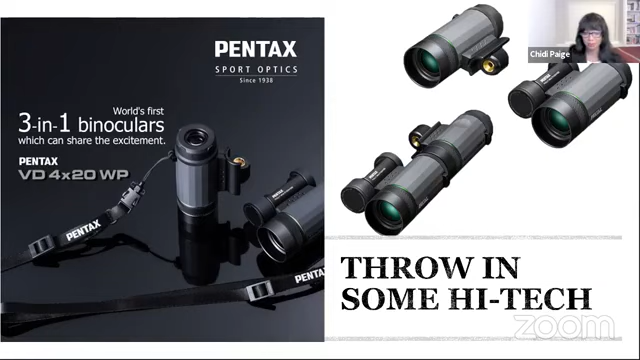 PENTAX
SPORT OPTICS
Since 1938
World's first
3-in-1 binoculars
which can share the excitement.
PENTAX
VD 4x20 WP
PENTAX
PENTAX
Chidi Paige
THROW IN
SOME HI-TECH
zoom